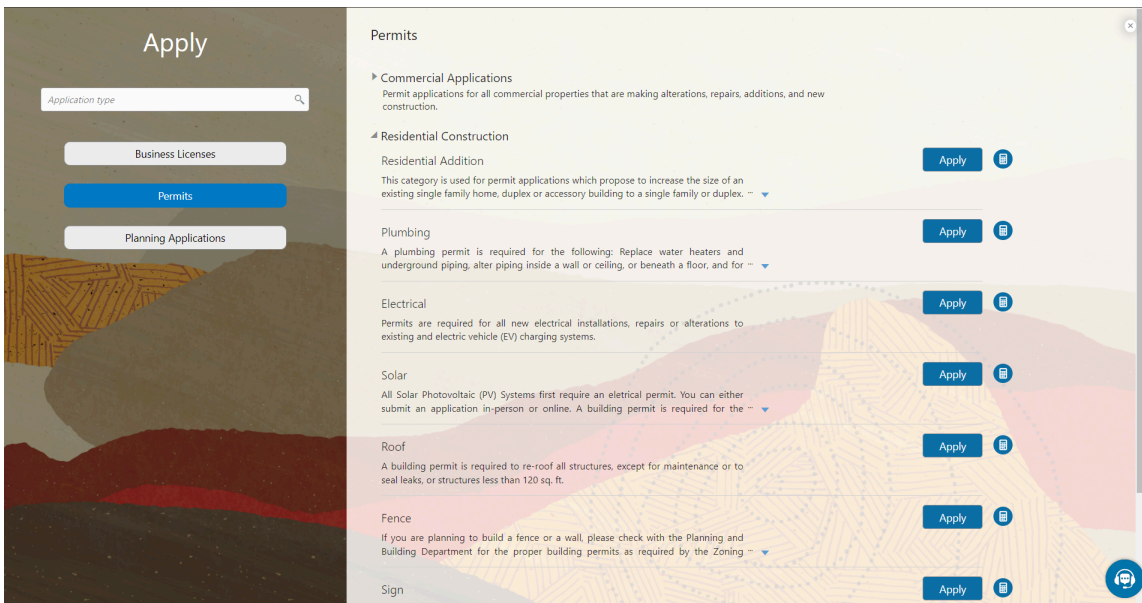 Apply
Application type
Business Licenses
Permits
Planning Applications
Permits
Commercial Applications
Permit applications for all commercial properties that are making alterations, repairs, additions, and new
construction.
Residential Construction
Residential Addition
Apply
This category is used for permit applications which propose to increase the size of an
existing single family home, duplex or accessory building to a single family or duplex. ...
Plumbing
Apply
A plumbing permit is required for the following: Replace water heaters and
underground piping, alter piping inside a wall or ceiling, or beneath a floor, and for ...
Electrical
Apply
Permits are required for all new electrical installations, repairs or alterations to
existing and electric vehicle (EV) charging systems.
Solar
Apply
All Solar Photovoltaic (PV) Systems first require an eletrical permit. You can either
submit an application in-person or online. A building permit is required for the ...
Roof
Apply
A building permit is required to re-roof all structures, except for maintenance or to
seal leaks, or structures less than 120 sq. ft.
Fence
Apply
If you are planning to build a fence or a wall, please check with the Planning and
Building Department for the proper building permits as required by the Zoning ...
Sign
Apply